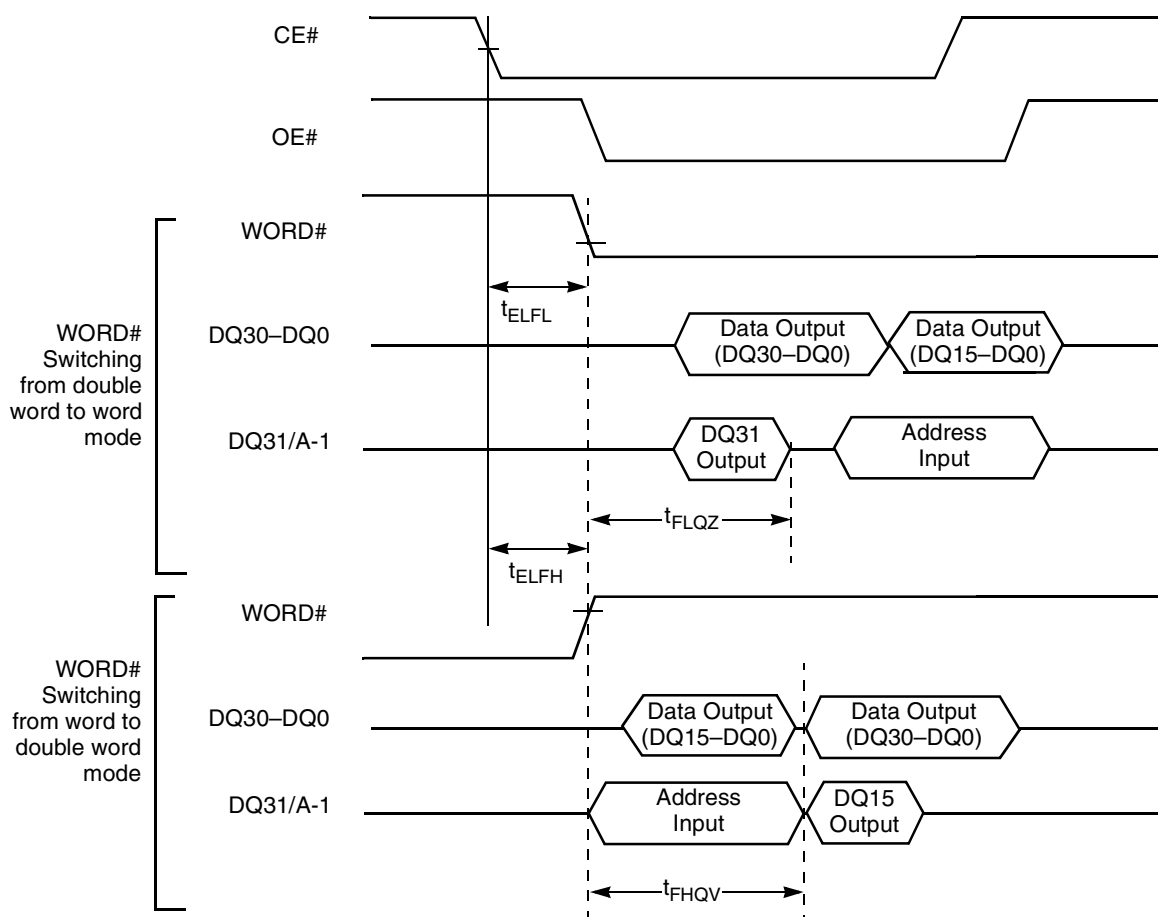 CE#
OE#
WORD#
tELFL
WORD#
Switching
from double
word to word
mode
DQ30–DQ0
Data Output
(DQ30–DQ0)
Data Output
(DQ15–DQ0)
DQ31/A-1
DQ31
Output
Address
Input
tFLQZ
tELFH
WORD#
WORD#
Switching
from word to
double word
mode
DQ30–DQ0
Data Output
(DQ15–DQ0)
Data Output
(DQ30–DQ0)
DQ31/A-1
Address
Input
DQ15
Output
tFHQV